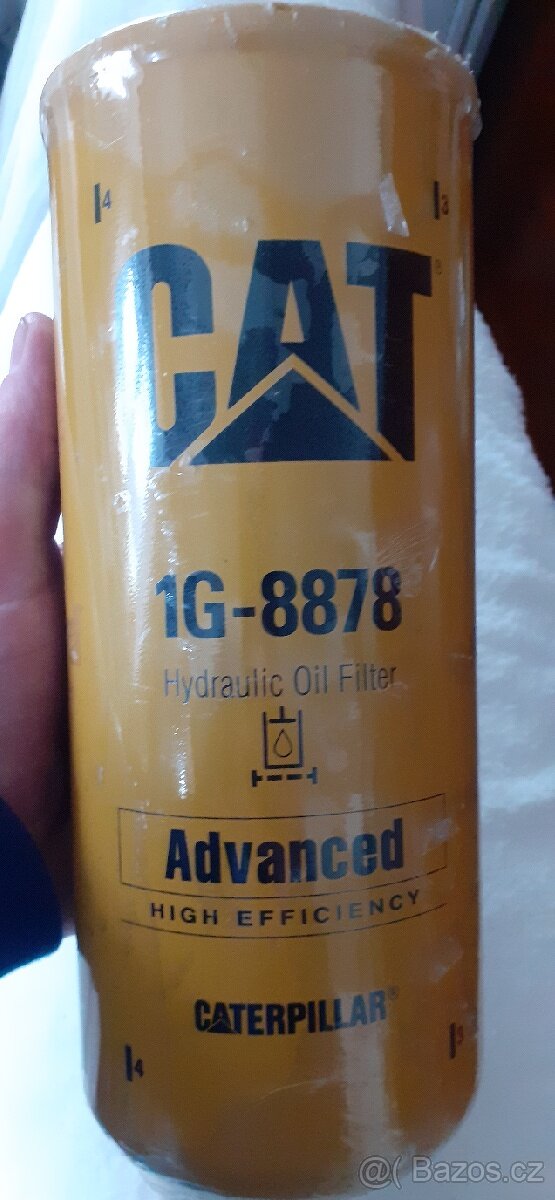 4 3
CAT®
1G-8878
Hydraulic Oil Filter
Advanced
HIGH EFFICIENCY
CATERPILLAR®
4 3
@( Bazos.cz